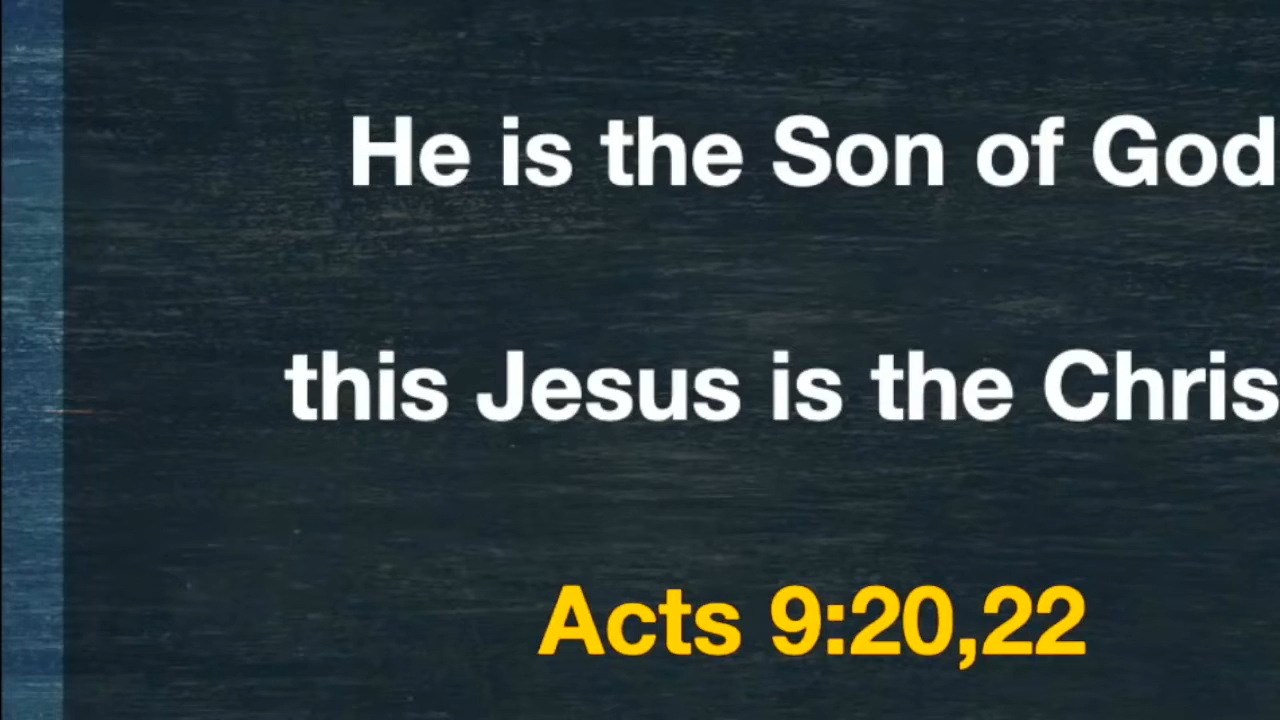 He is the Son of God
this Jesus is the Chris
Acts 9:20,22